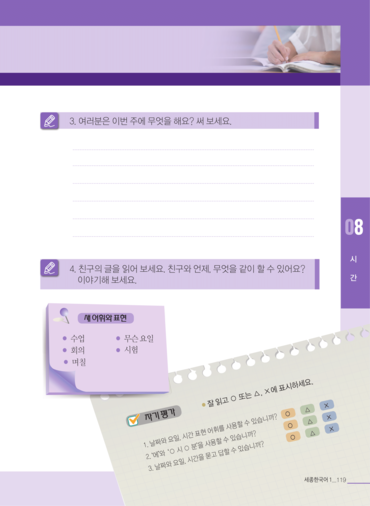 3. 여러분은 이번 주에 무엇을 해요? 써 보세요.
08
시
간
4. 친구의 글을 읽어 보세요. 친구와 언제, 무엇을 같이 할 수 있어요?
이야기해 보세요.
새 어휘와 표현
● 수업
● 무슨 요일
● 회의
● 시험
● 며칠
● 잘 읽고 ○ 또는 △, ×에 표시하세요.
자기 평가
1. 날짜와 요일, 시간 표현 어휘를 사용할 수 있습니까? ○ △ ×
2. '에'와 '○ 시 ○ 분'을 사용할 수 있습니까? ○ △ ×
3. 날짜와 요일, 시간을 묻고 답할 수 있습니까? ○ △ ×
세종한국어 1_ 119